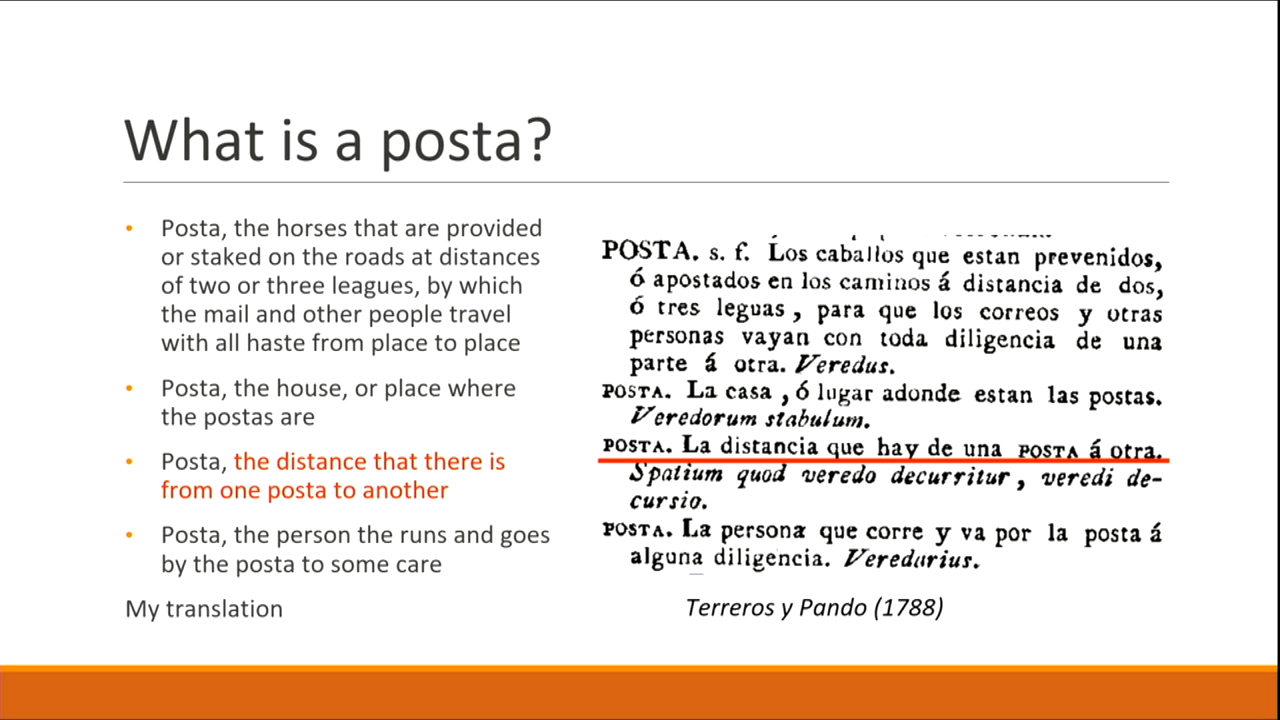 What is a posta?
• Posta, the horses that are provided
or staked on the roads at distances
of two or three leagues, by which
the mail and other people travel
with all haste from place to place
• Posta, the house, or place where
the postas are
• Posta, the distance that there is
from one posta to another
• Posta, the person the runs and goes
by the posta to some care
My translation
POSTA. s. f. Los caballos que estan prevenidos,
ó apostados en los caminos á distancia de dos,
ó tres leguas, para que los correos y otras
personas vayan con toda diligencia de una
parte á otra. Veredus.
POSTA. La casa, ó lugar adonde estan las postas.
Veredorum stabulum.
POSTA. La distancia que hay de una POSTA á otra.
Spatium quod veredo decurritur, veredi de-
cursio.
POSTA. La persona que corre y va por la posta á
alguna diligencia. Veredarius.
Terreros y Pando (1788)